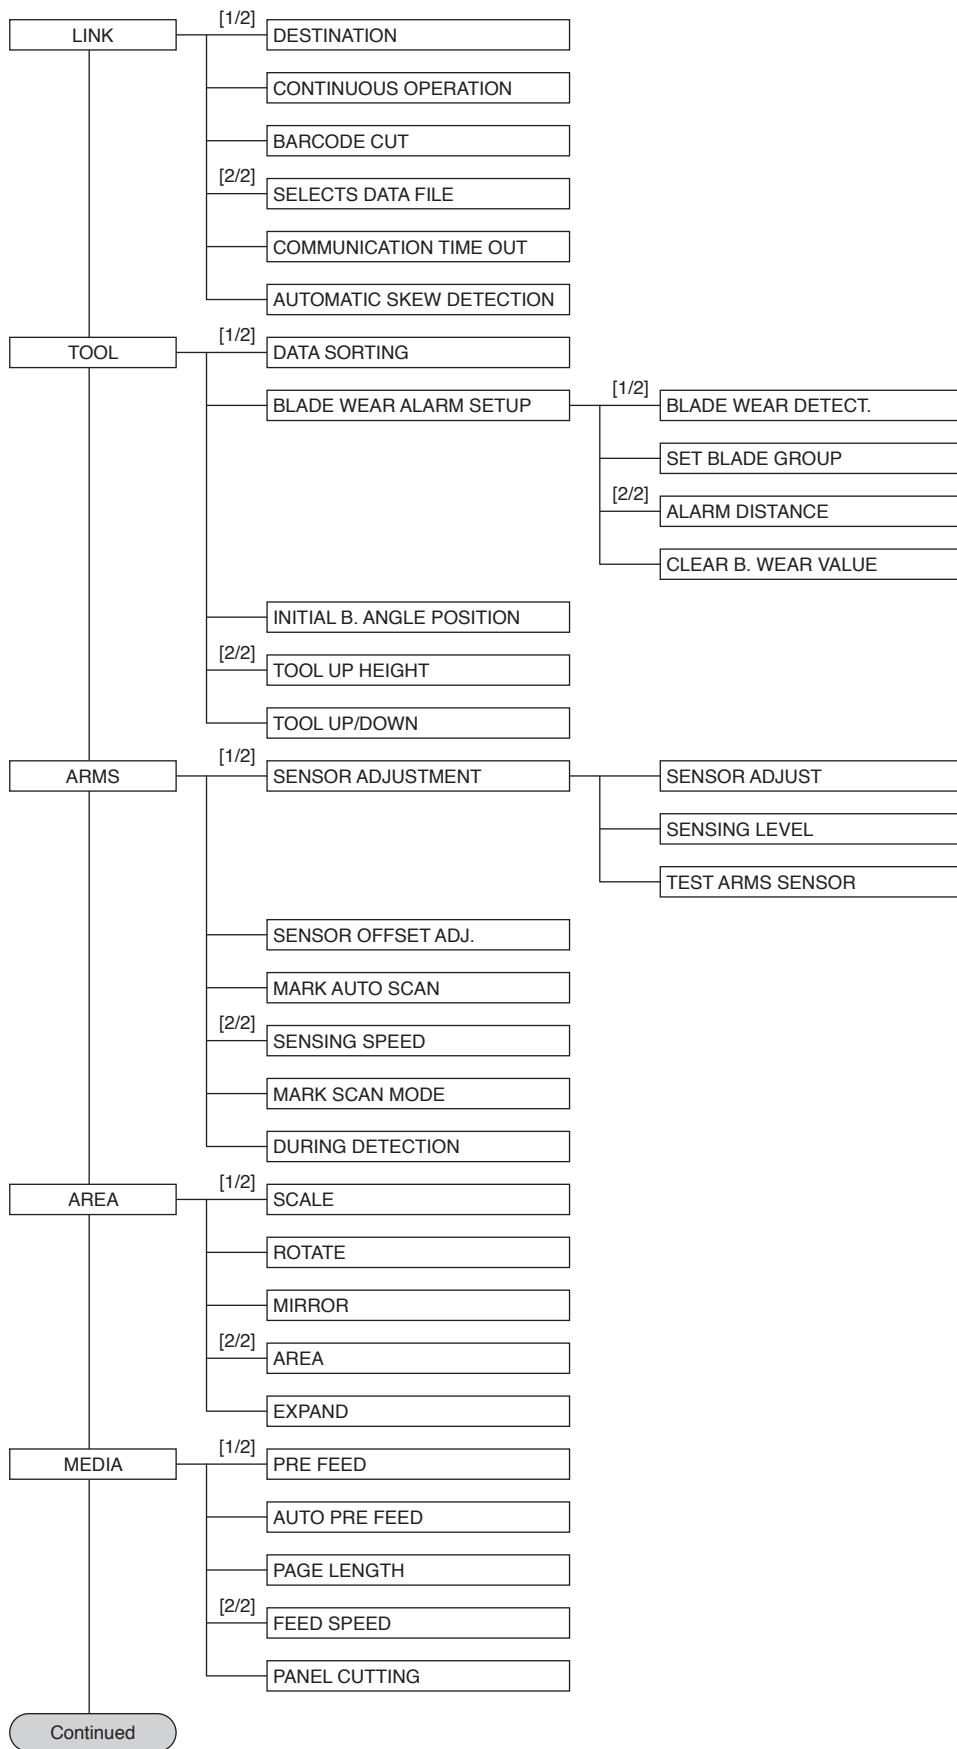 [1/2]
LINK
DESTINATION
CONTINUOUS OPERATION
BARCODE CUT
[2/2]
SELECTS DATA FILE
COMMUNICATION TIME OUT
AUTOMATIC SKEW DETECTION
[1/2]
TOOL
DATA SORTING
BLADE WEAR ALARM SETUP
[1/2]
BLADE WEAR DETECT.
SET BLADE GROUP
[2/2]
ALARM DISTANCE
CLEAR B. WEAR VALUE
INITIAL B. ANGLE POSITION
[2/2]
TOOL UP HEIGHT
TOOL UP/DOWN
[1/2]
ARMS
SENSOR ADJUSTMENT
SENSOR ADJUST
SENSING LEVEL
TEST ARMS SENSOR
SENSOR OFFSET ADJ.
MARK AUTO SCAN
[2/2]
SENSING SPEED
MARK SCAN MODE
DURING DETECTION
[1/2]
AREA
SCALE
ROTATE
MIRROR
[2/2]
AREA
EXPAND
[1/2]
MEDIA
PRE FEED
AUTO PRE FEED
PAGE LENGTH
[2/2]
FEED SPEED
PANEL CUTTING
Continued